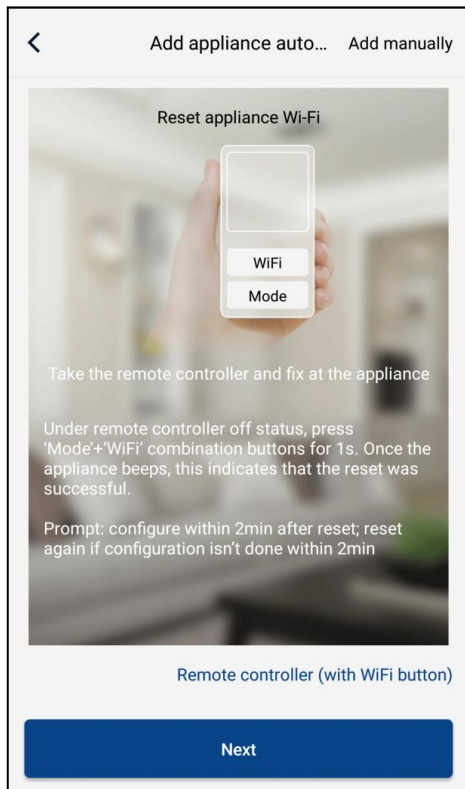 Add appliance auto... Add manually
Reset appliance Wi-Fi
WiFi
Mode
Take the remote controller and fix at the appliance
Under remote controller off status, press
‘Mode’+‘WiFi’ combination buttons for 1s. Once the
appliance beeps, this indicates that the reset was
successful.
Prompt: configure within 2min after reset; reset
again if configuration isn’t done within 2min
Remote controller (with WiFi button)
Next